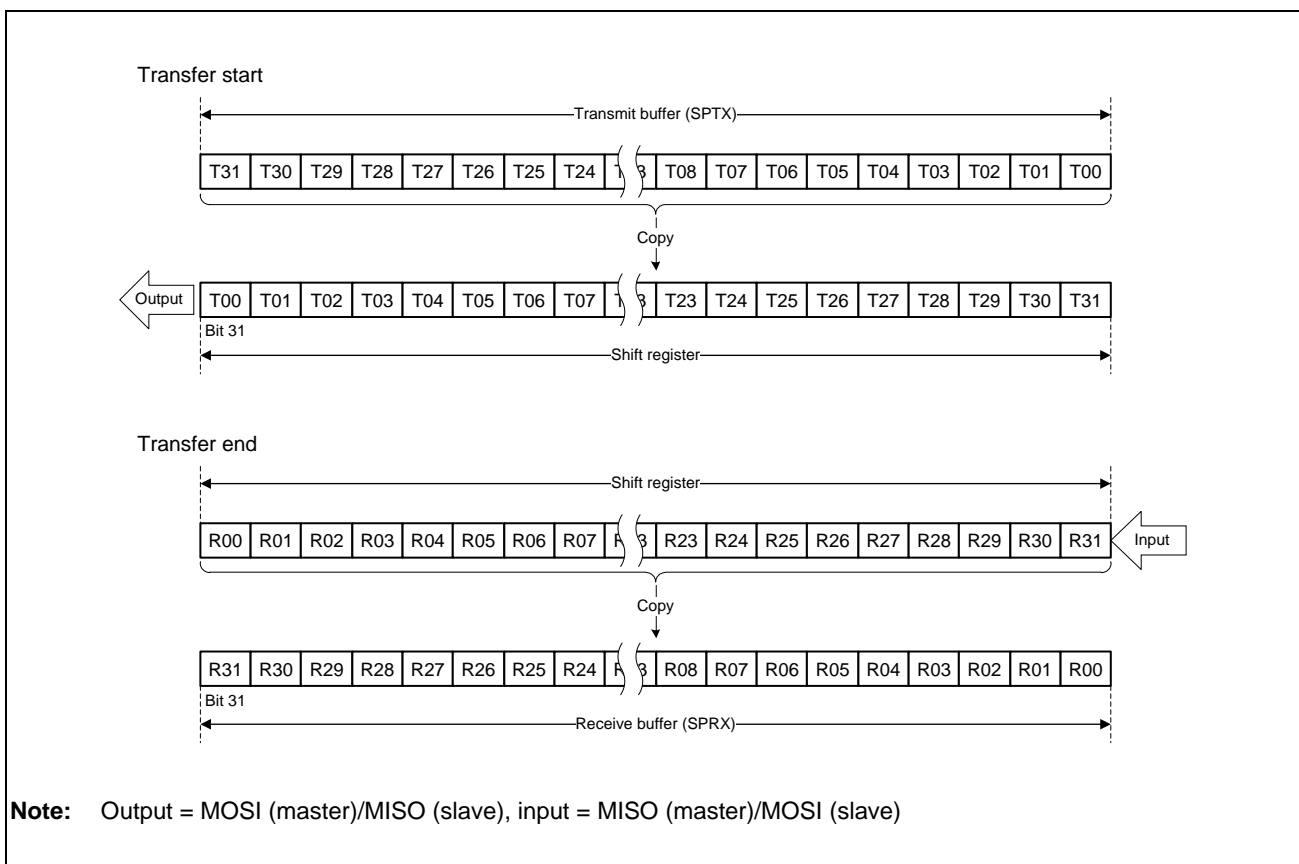 Transfer start
Transmit buffer (SPTX)
T31 T30 T29 T28 T27 T26 T25 T24 T08 T07 T06 T05 T04 T03 T02 T01 T00
Copy
Output T00 T01 T02 T03 T04 T05 T06 T07 T23 T24 T25 T26 T27 T28 T29 T30 T31
Bit 31
Shift register
Transfer end
Shift register
R00 R01 R02 R03 R04 R05 R06 R07 R23 R24 R25 R26 R27 R28 R29 R30 R31 Input
Copy
R31 R30 R29 R28 R27 R26 R25 R24 R08 R07 R06 R05 R04 R03 R02 R01 R00
Bit 31
Receive buffer (SPRX)
Note: Output = MOSI (master)/MISO (slave), input = MISO (master)/MOSI (slave)